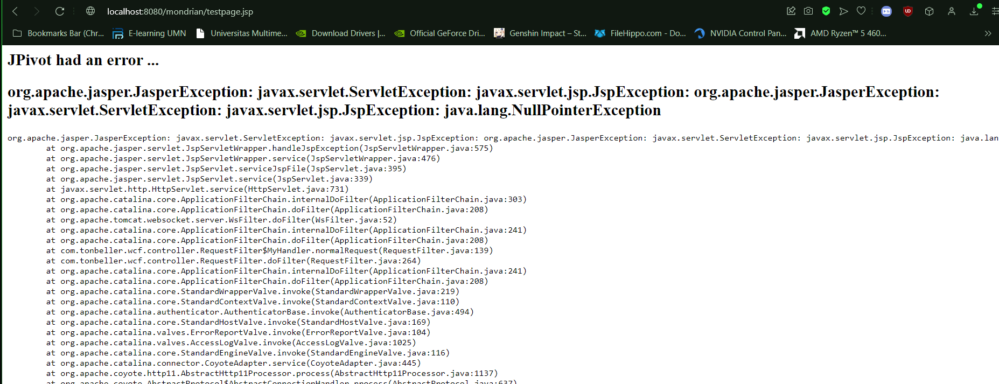 localhost:8080/mondrian/testpage.jsp
Bookmarks Bar (Chr... E-learning UMN Universitas Multime... Download Drivers |... Official GeForce Dri... Genshin Impact – St... FileHippo.com - Do... NVIDIA Control Pan... AMD Ryzen™ 5 460...
JPivot had an error ...
org.apache.jasper.JasperException: javax.servlet.ServletException: javax.servlet.jsp.JspException: org.apache.jasper.JasperException:
javax.servlet.ServletException: javax.servlet.jsp.JspException: java.lang.NullPointerException
org.apache.jasper.JasperException: javax.servlet.ServletException: javax.servlet.jsp.JspException: org.apache.jasper.JasperException: javax.servlet.ServletException: javax.servlet.jsp.JspException: java.lan
at org.apache.jasper.servlet.JspServletWrapper.handleJspException(JspServletWrapper.java:575)
at org.apache.jasper.servlet.JspServletWrapper.service(JspServletWrapper.java:476)
at org.apache.jasper.servlet.JspServlet.serviceJspFile(JspServlet.java:395)
at org.apache.jasper.servlet.JspServlet.service(JspServlet.java:339)
at javax.servlet.http.HttpServlet.service(HttpServlet.java:731)
at org.apache.catalina.core.ApplicationFilterChain.internalDoFilter(ApplicationFilterChain.java:303)
at org.apache.catalina.core.ApplicationFilterChain.doFilter(ApplicationFilterChain.java:208)
at org.apache.tomcat.websocket.server.WsFilter.doFilter(WsFilter.java:52)
at org.apache.catalina.core.ApplicationFilterChain.internalDoFilter(ApplicationFilterChain.java:241)
at org.apache.catalina.core.ApplicationFilterChain.doFilter(ApplicationFilterChain.java:208)
at com.tonbeller.wcf.controller.RequestFilter$MyHandler.normalRequest(RequestFilter.java:139)
at com.tonbeller.wcf.controller.RequestFilter.doFilter(RequestFilter.java:264)
at org.apache.catalina.core.ApplicationFilterChain.internalDoFilter(ApplicationFilterChain.java:241)
at org.apache.catalina.core.ApplicationFilterChain.doFilter(ApplicationFilterChain.java:208)
at org.apache.catalina.core.StandardWrapperValve.invoke(StandardWrapperValve.java:219)
at org.apache.catalina.core.StandardContextValve.invoke(StandardContextValve.java:110)
at org.apache.catalina.authenticator.AuthenticatorBase.invoke(AuthenticatorBase.java:494)
at org.apache.catalina.core.StandardHostValve.invoke(StandardHostValve.java:169)
at org.apache.catalina.valves.ErrorReportValve.invoke(ErrorReportValve.java:104)
at org.apache.catalina.valves.AccessLogValve.invoke(AccessLogValve.java:1025)
at org.apache.catalina.core.StandardEngineValve.invoke(StandardEngineValve.java:116)
at org.apache.catalina.connector.CoyoteAdapter.service(CoyoteAdapter.java:445)
at org.apache.coyote.http11.AbstractHttp11Processor.process(AbstractHttp11Processor.java:1137)
at org.apache.coyote.AbstractProtocol$AbstractConnectionHandler.process(AbstractProtocol.java:637)